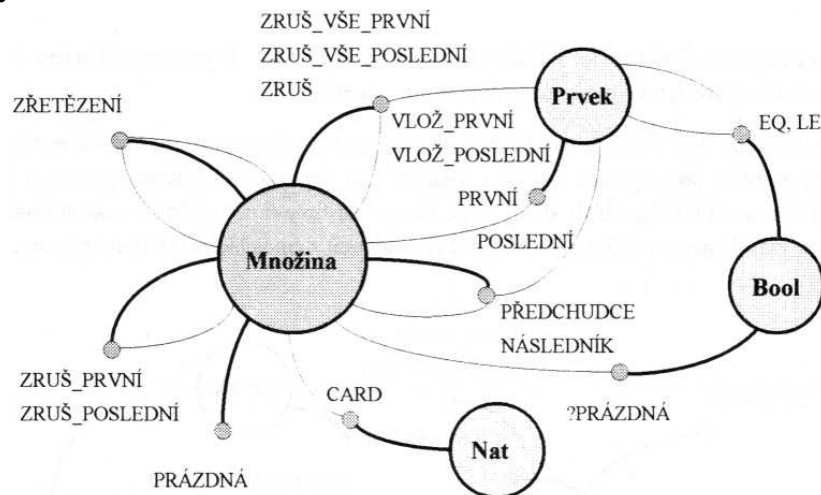 ZRUŠ_VŠE_PRVNÍ
ZRUŠ_VŠE_POSLEDNÍ
ZRUŠ
ZŘETĚZENÍ
Prvek
EQ, LE
VLOŽ_PRVNÍ
VLOŽ_POSLEDNÍ
PRVNÍ
POSLEDNÍ
Množina
Bool
PŘEDCHUDCE
NÁSLEDNÍK
ZRUŠ_PRVNÍ
ZRUŠ_POSLEDNÍ
CARD
?PRÁZDNÁ
Nat
PRÁZDNÁ